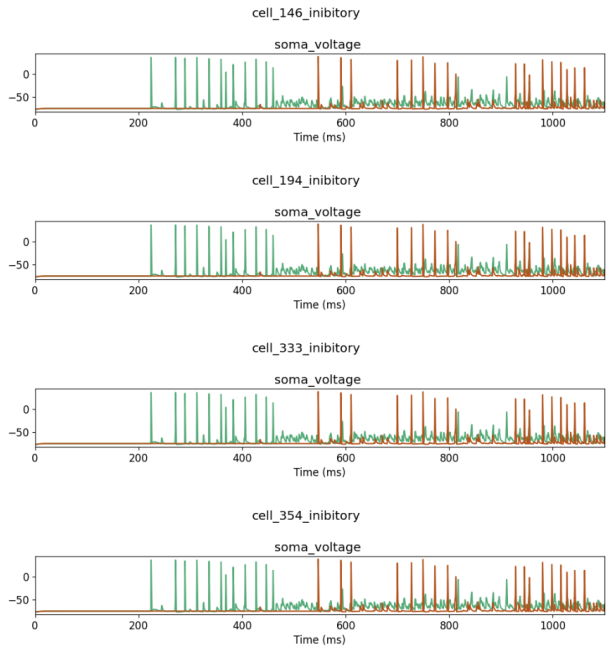 cell_146_inibitory
soma_voltage
0
−50
0 200 400 600 800 1000
Time (ms)
cell_194_inibitory
soma_voltage
0
−50
0 200 400 600 800 1000
Time (ms)
cell_333_inibitory
soma_voltage
0
−50
0 200 400 600 800 1000
Time (ms)
cell_354_inibitory
soma_voltage
0
−50
0 200 400 600 800 1000
Time (ms)